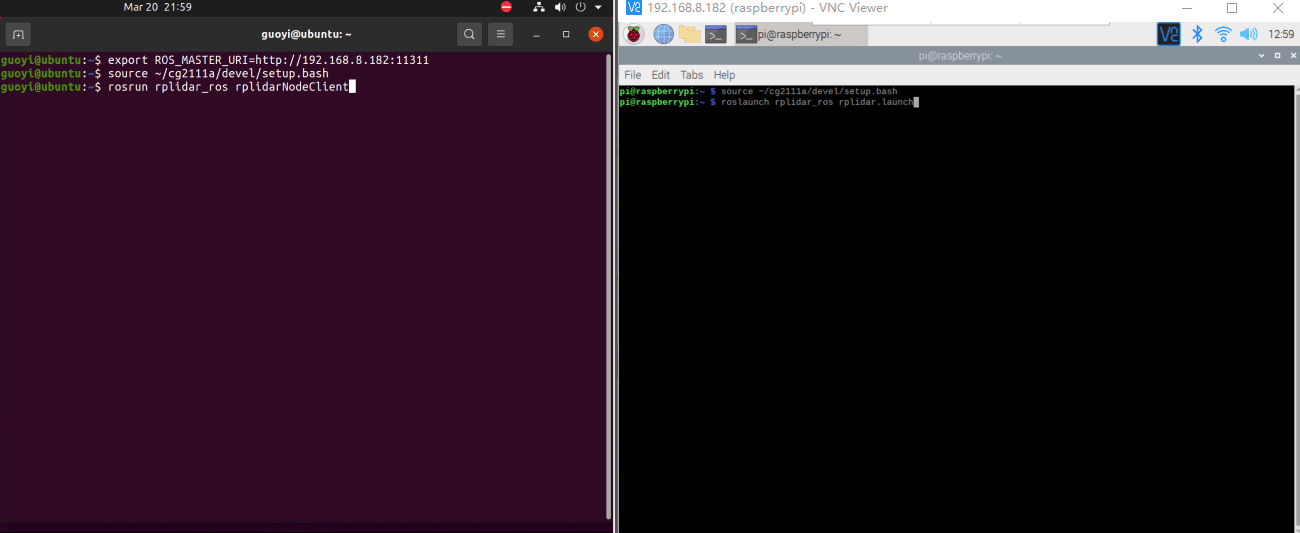 Mar 20 21:59
guoyi@ubuntu: ~
guoyi@ubuntu:~$ export ROS_MASTER_URI=http://192.168.8.182:11311
guoyi@ubuntu:~$ source ~/cg2111a/devel/setup.bash
guoyi@ubuntu:~$ rosrun rplidar_ros rplidarNodeClient
192.168.8.182 (raspberrypi) - VNC Viewer
pi@raspberrypi: ~
12:59
pi@raspberrypi: ~
File Edit Tabs Help
pi@raspberrypi:~ $ source ~/cg2111a/devel/setup.bash
pi@raspberrypi:~ $ roslaunch rplidar_ros rplidar.launch